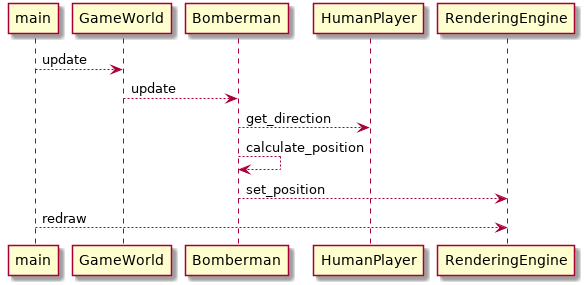 main GameWorld Bomberman HumanPlayer RenderingEngine
update
update
get_direction
calculate_position
set_position
redraw
main GameWorld Bomberman HumanPlayer RenderingEngine